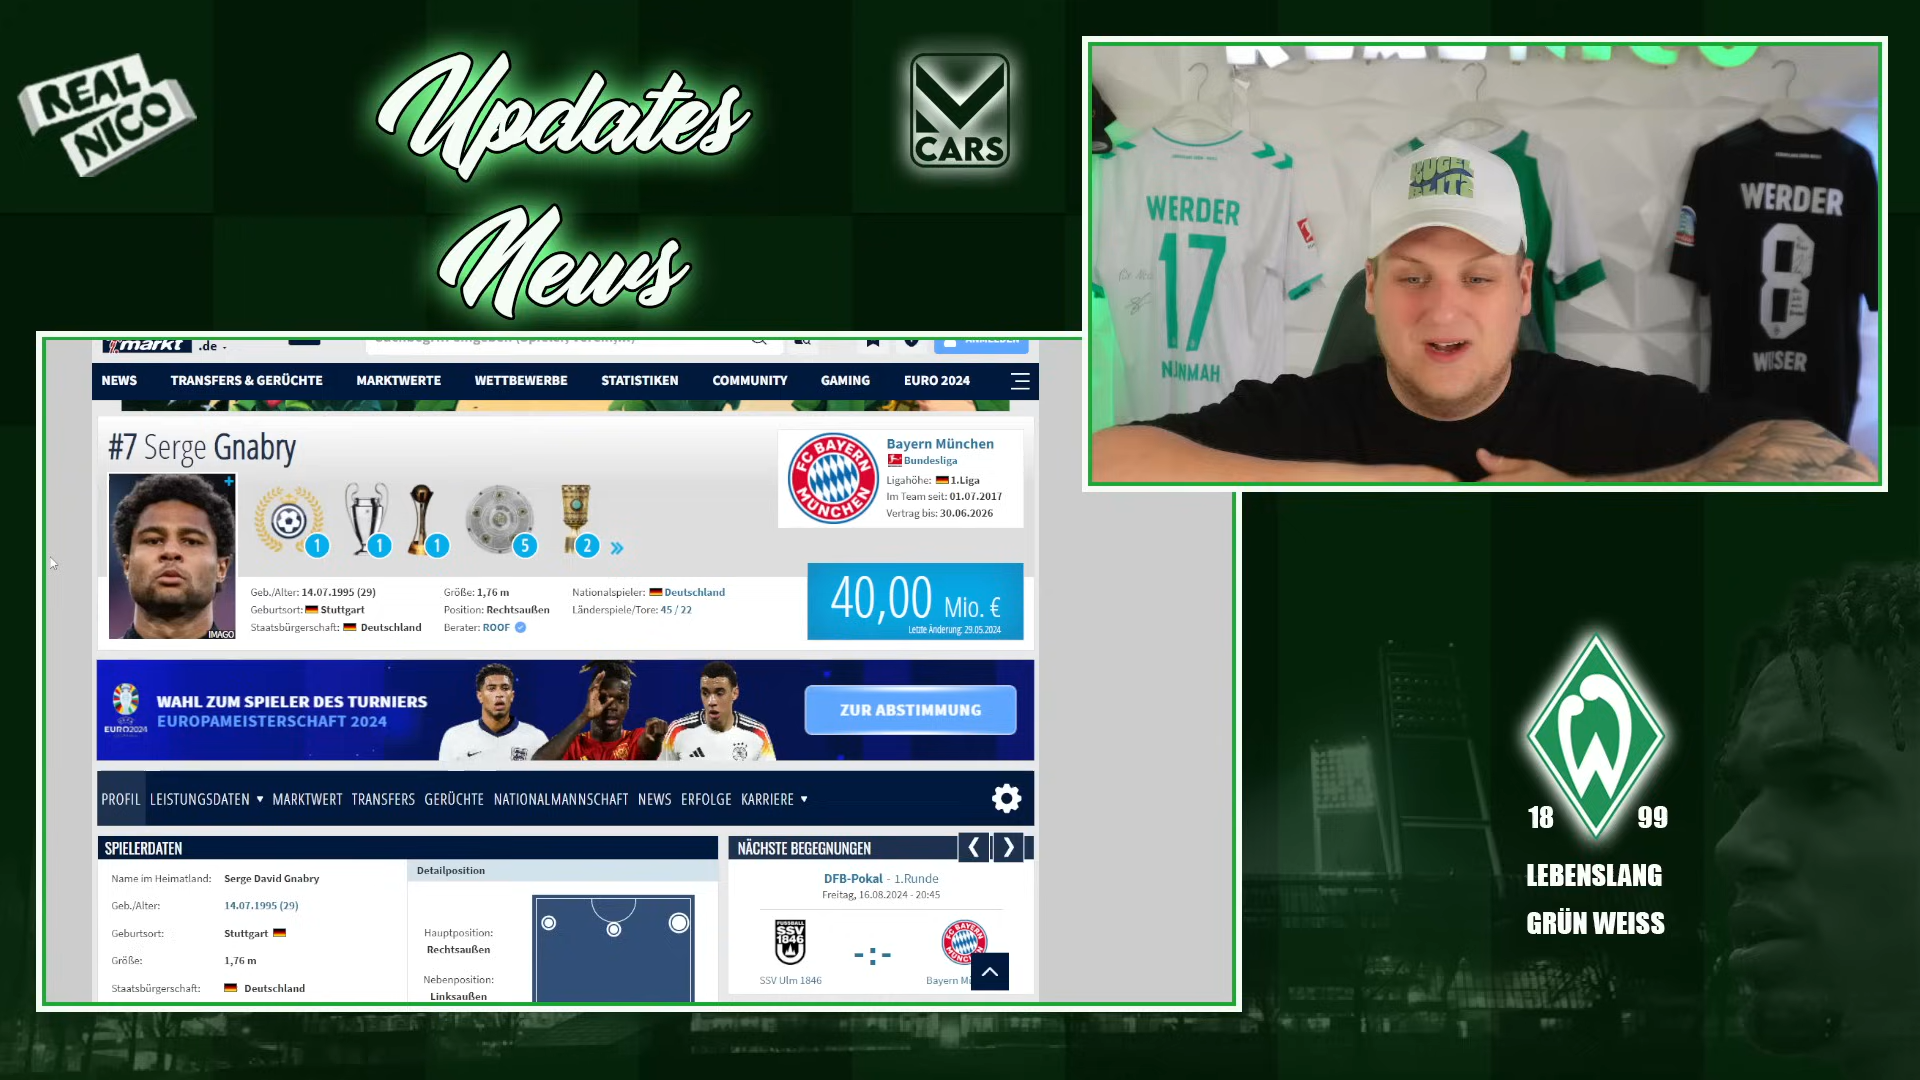 REAL
NICO
Updates
News
CARS
WERDER
17
WERDER
8
markt .de
ANMELDEN
NEWS TRANSFERS & GERÜCHTE MARKTWERTE WETTBEWERBE STATISTIKEN COMMUNITY GAMING EURO 2024
#7 Serge Gnabry
FC BAYERN
MÜNCHEN
Bayern München
Bundesliga
Ligahöhe: 1.Liga
Im Team seit: 01.07.2017
Vertrag bis: 30.06.2026
1 1 1 5 2
IMAGO
Geb./Alter: 14.07.1995 (29)
Geburtsort: Stuttgart
Staatsbürgerschaft: Deutschland
Größe: 1,76 m
Position: Rechtsaußen
Berater: ROOF
Nationalspieler: Deutschland
Länderspiele/Tore: 45 / 22
40,00 Mio. €
Letzte Änderung: 29.05.2024
EURO2024
WAHL ZUM SPIELER DES TURNIERS
EUROPAMEISTERSCHAFT 2024
ZUR ABSTIMMUNG
PROFIL LEISTUNGSDATEN MARKTWERT TRANSFERS GERÜCHTE NATIONALMANNSCHAFT NEWS ERFOLGE KARRIERE
SPIELERDATEN
Name im Heimatland: Serge David Gnabry
Geb./Alter: 14.07.1995 (29)
Geburtsort: Stuttgart
Größe: 1,76 m
Staatsbürgerschaft: Deutschland
Detailposition
Hauptposition:
Rechtsaußen
Nebenposition:
Linksaußen
NÄCHSTE BEGEGNUNGEN
DFB-Pokal - 1.Runde
Freitag, 16.08.2024 - 20:45
SSV
1846
-:-
SSV Ulm 1846
18 99
LEBENSLANG
GRÜN WEISS